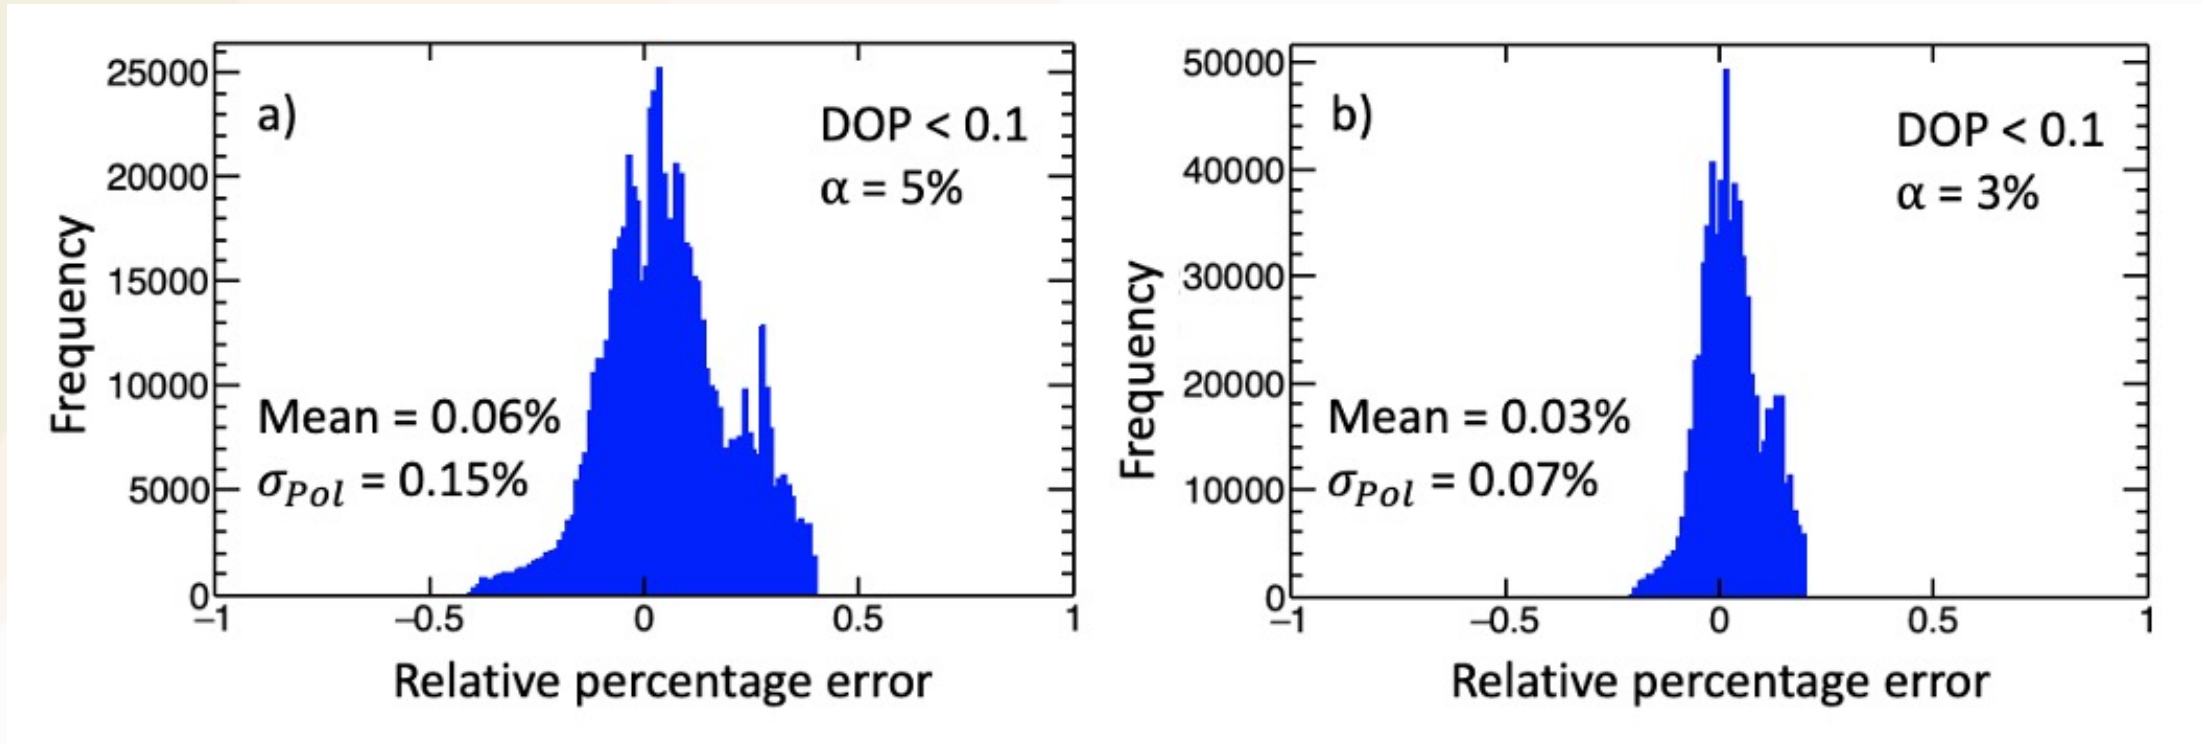 a)
DOP < 0.1
α = 5%
Mean = 0.06%
σPol = 0.15%
Frequency
25000
20000
15000
10000
5000
0
−1
−0.5
0
0.5
1
Relative percentage error
b)
DOP < 0.1
α = 3%
Mean = 0.03%
σPol = 0.07%
Frequency
50000
40000
30000
20000
10000
0
−1
−0.5
0
0.5
1
Relative percentage error